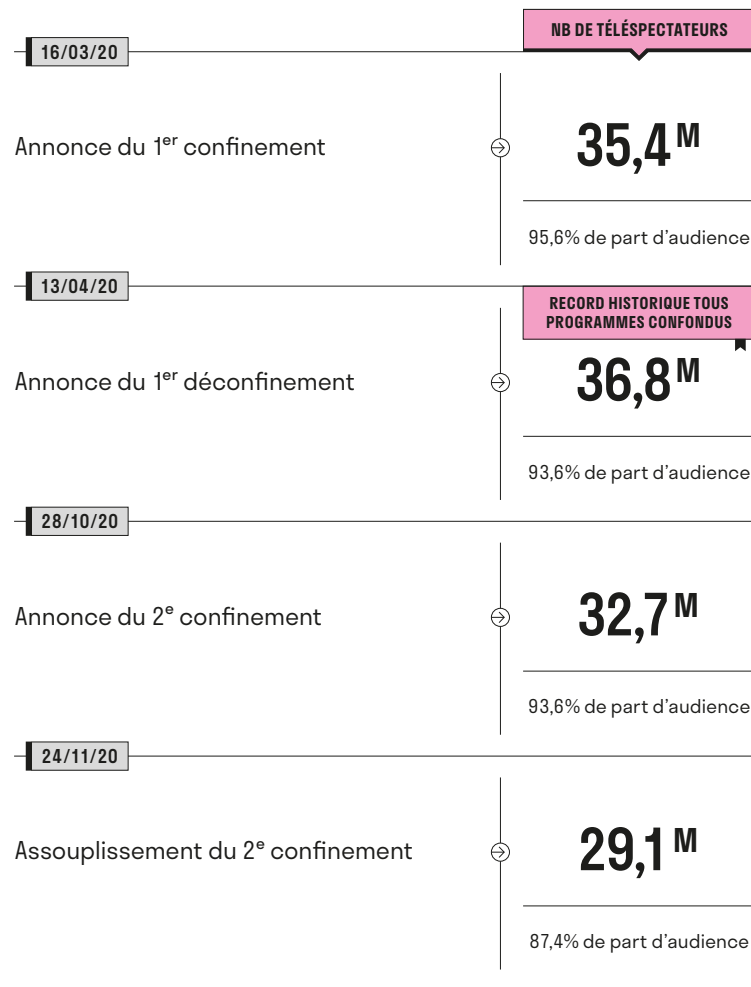 NB DE TÉLÉSPECTATEURS
16/03/20
Annonce du 1er confinement
35,4 M
95,6% de part d'audience
13/04/20
RECORD HISTORIQUE TOUS
PROGRAMMES CONFONDUS
Annonce du 1er déconfinement
36,8 M
93,6% de part d'audience
28/10/20
Annonce du 2e confinement
32,7 M
93,6% de part d'audience
24/11/20
Assouplissement du 2e confinement
29,1 M
87,4% de part d'audience